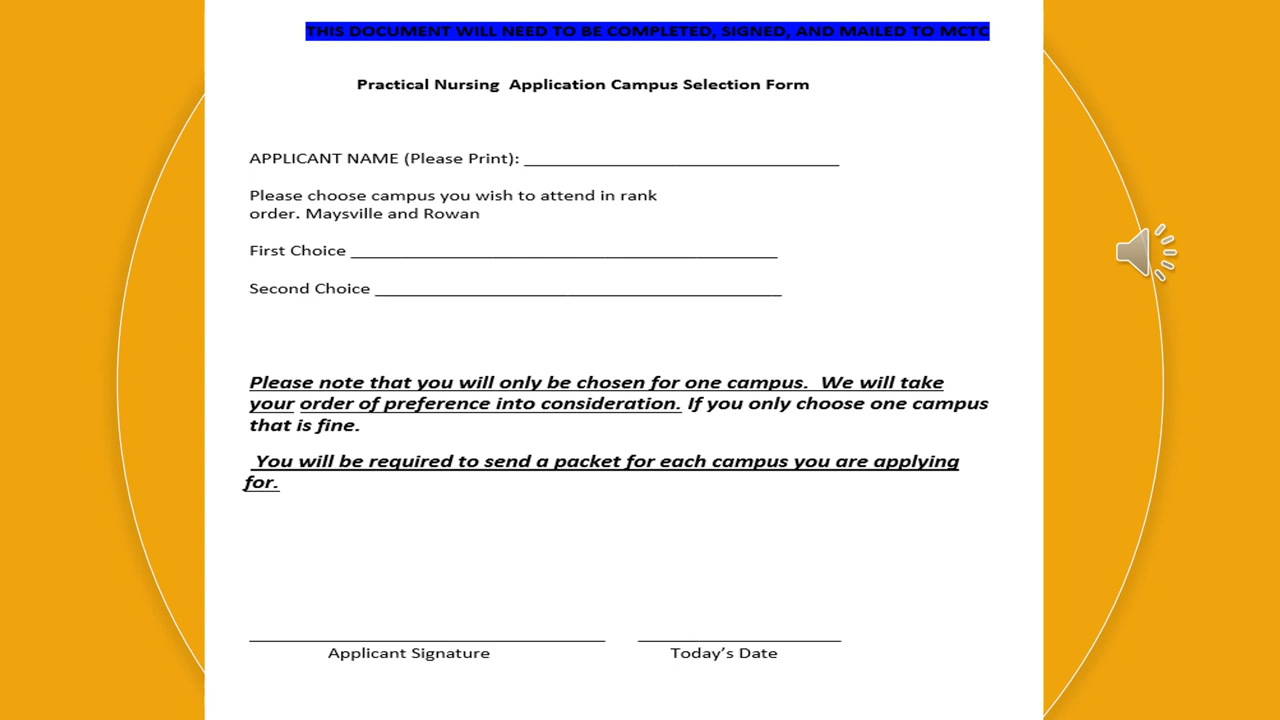 THIS DOCUMENT WILL NEED TO BE COMPLETED, SIGNED, AND MAILED TO MCTC
Practical Nursing  Application Campus Selection Form
APPLICANT NAME (Please Print): ___________________________________
Please choose campus you wish to attend in rank
order. Maysville and Rowan
First Choice _______________________________________________
Second Choice _____________________________________________
Please note that you will only be chosen for one campus.  We will take
your order of preference into consideration. If you only choose one campus
that is fine.
You will be required to send a packet for each campus you are applying
for.
_______________________________________ ______________________
Applicant Signature Today’s Date